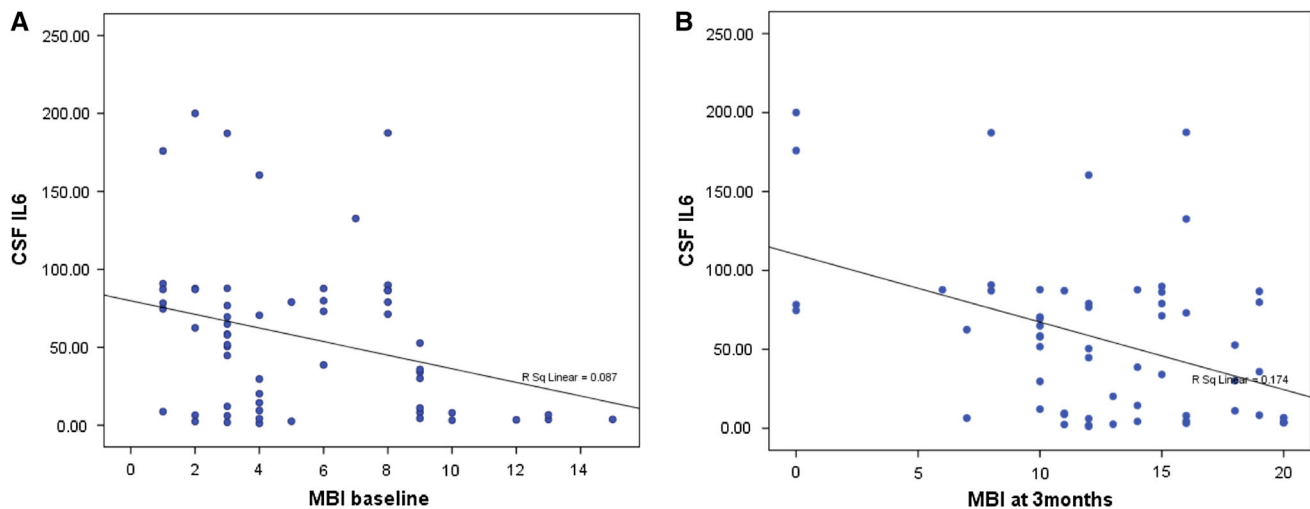 A
CSF IL6
250.00
200.00
150.00
100.00
50.00
0.00
R Sq Linear = 0.087
0 2 4 6 8 10 12 14
MBI baseline
B
CSF IL6
250.00
200.00
150.00
100.00
50.00
0.00
R Sq Linear = 0.174
0 5 10 15 20
MBI at 3months